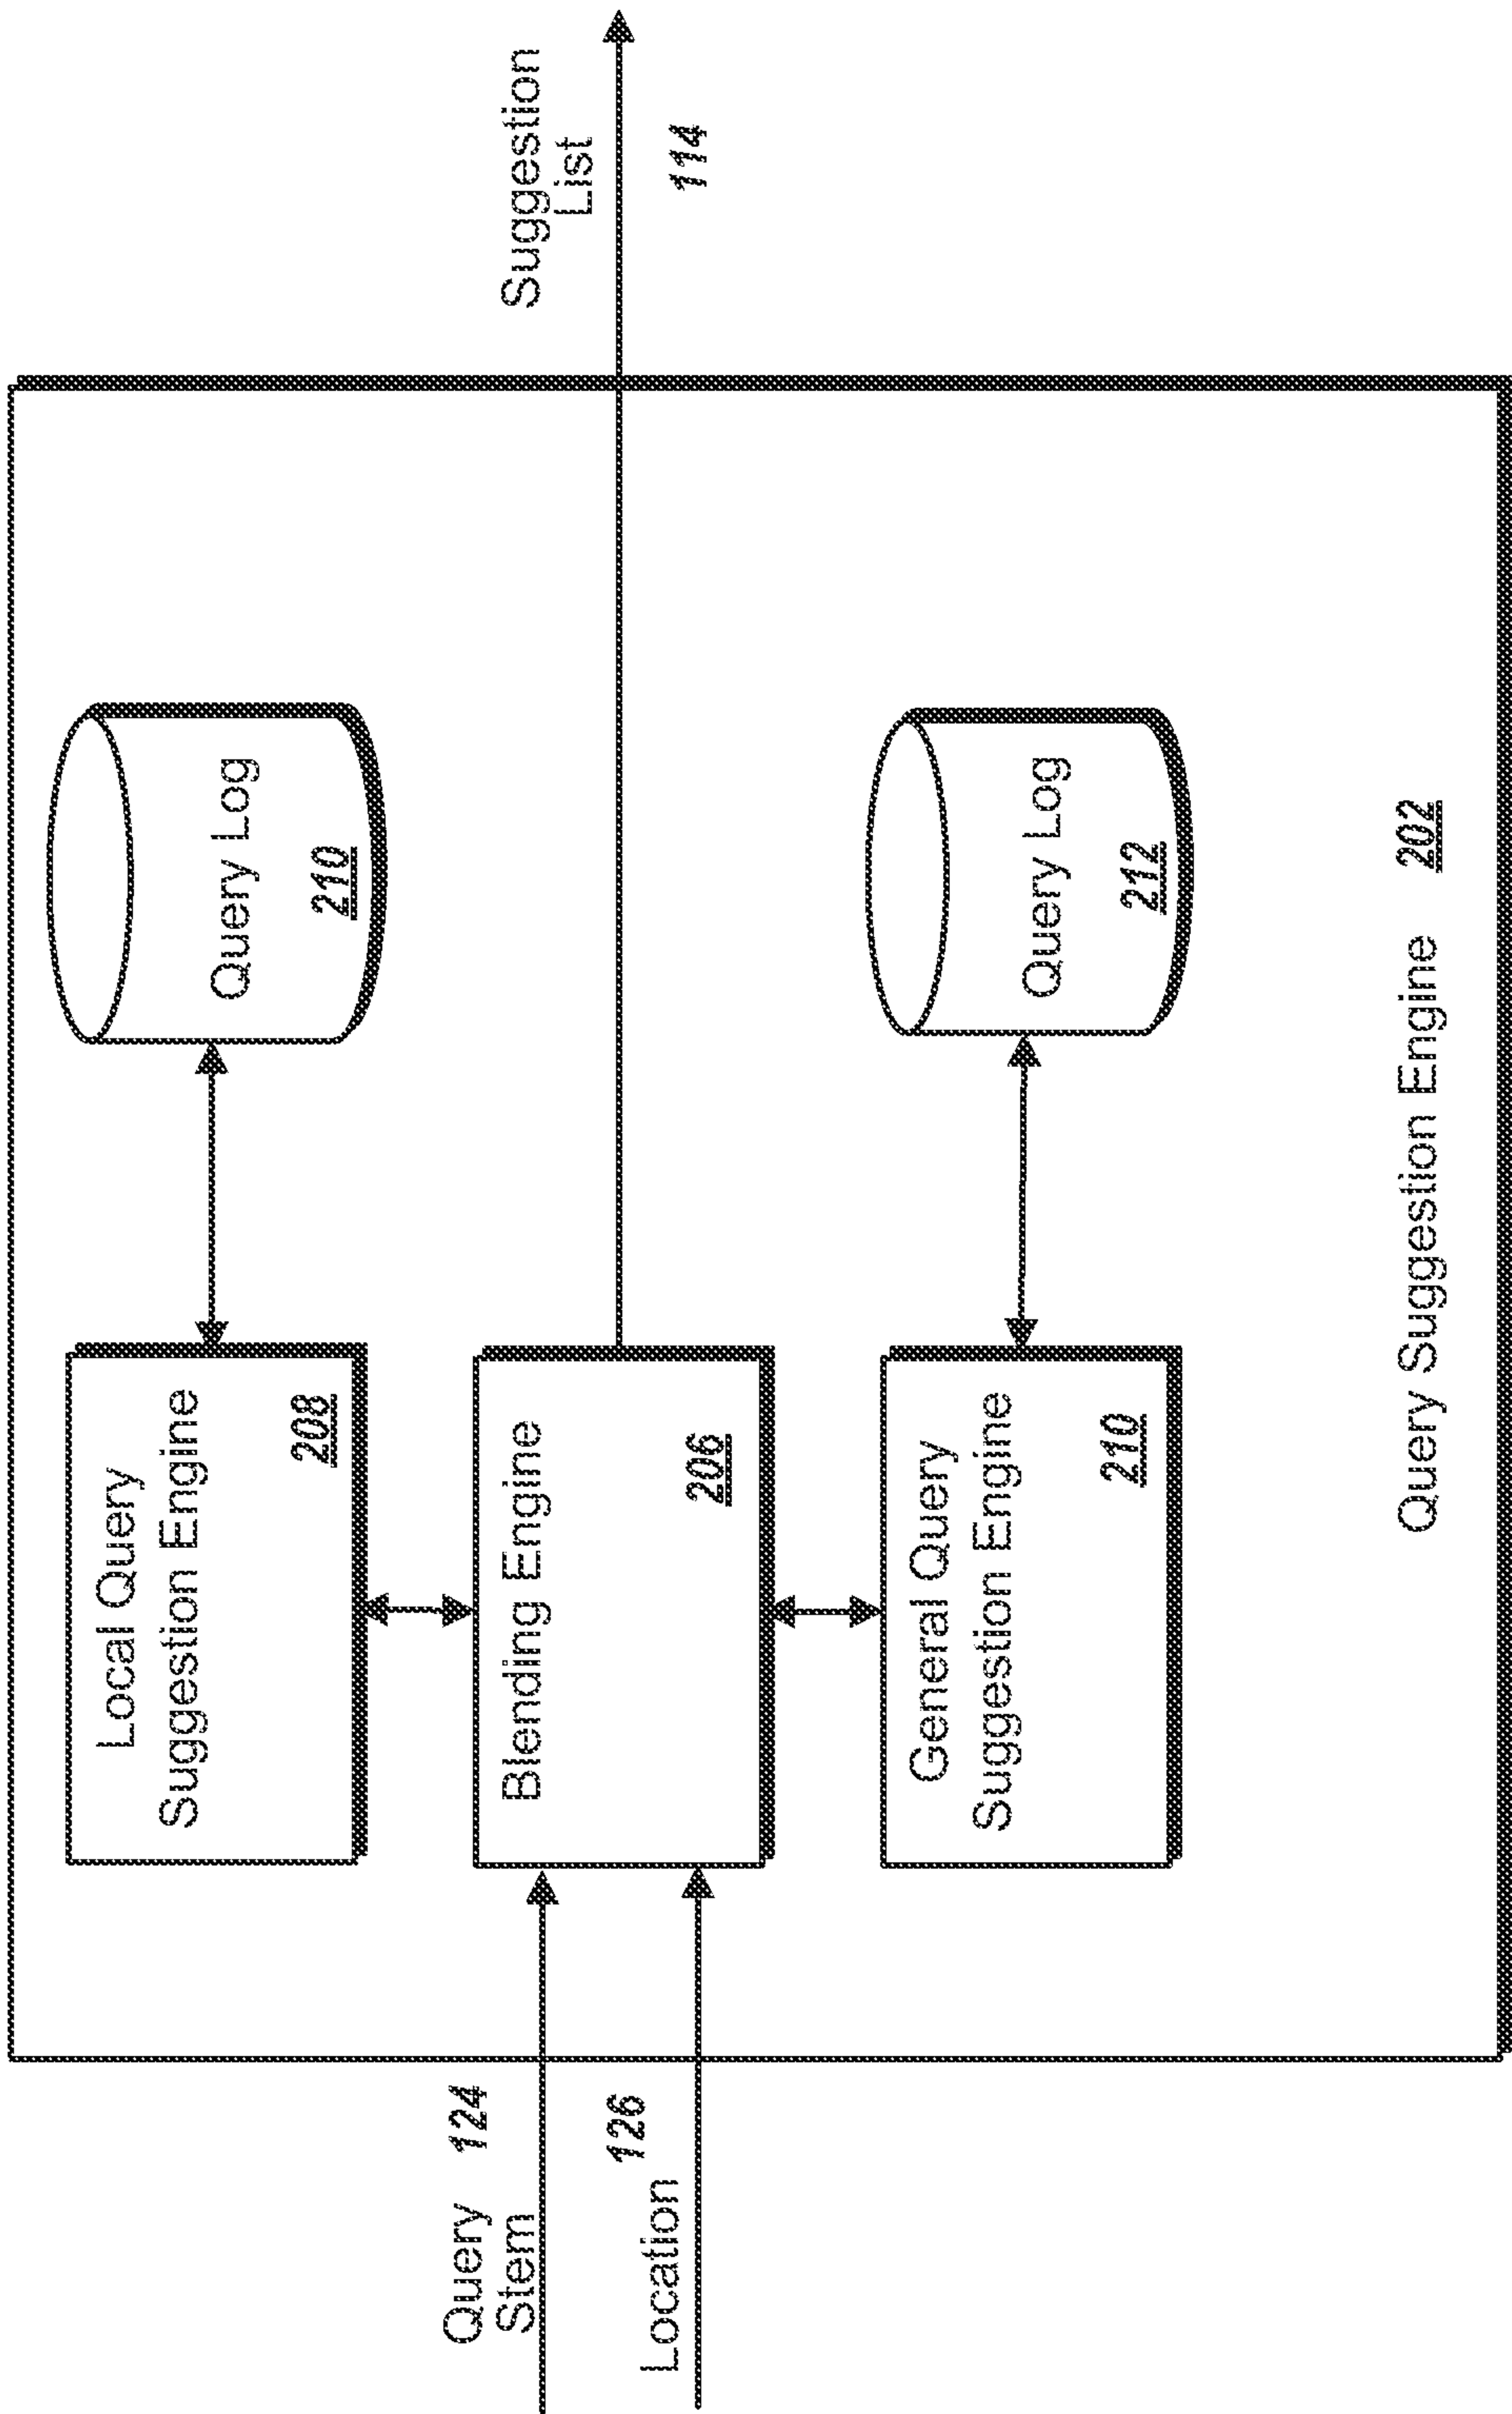 Local Query
Suggestion Engine
208
Query Log
210
Query 124
Stem
126
Location
Blending Engine
206
Suggestion
List
114
General Query
Suggestion Engine
210
Query Log
212
Query Suggestion Engine 202